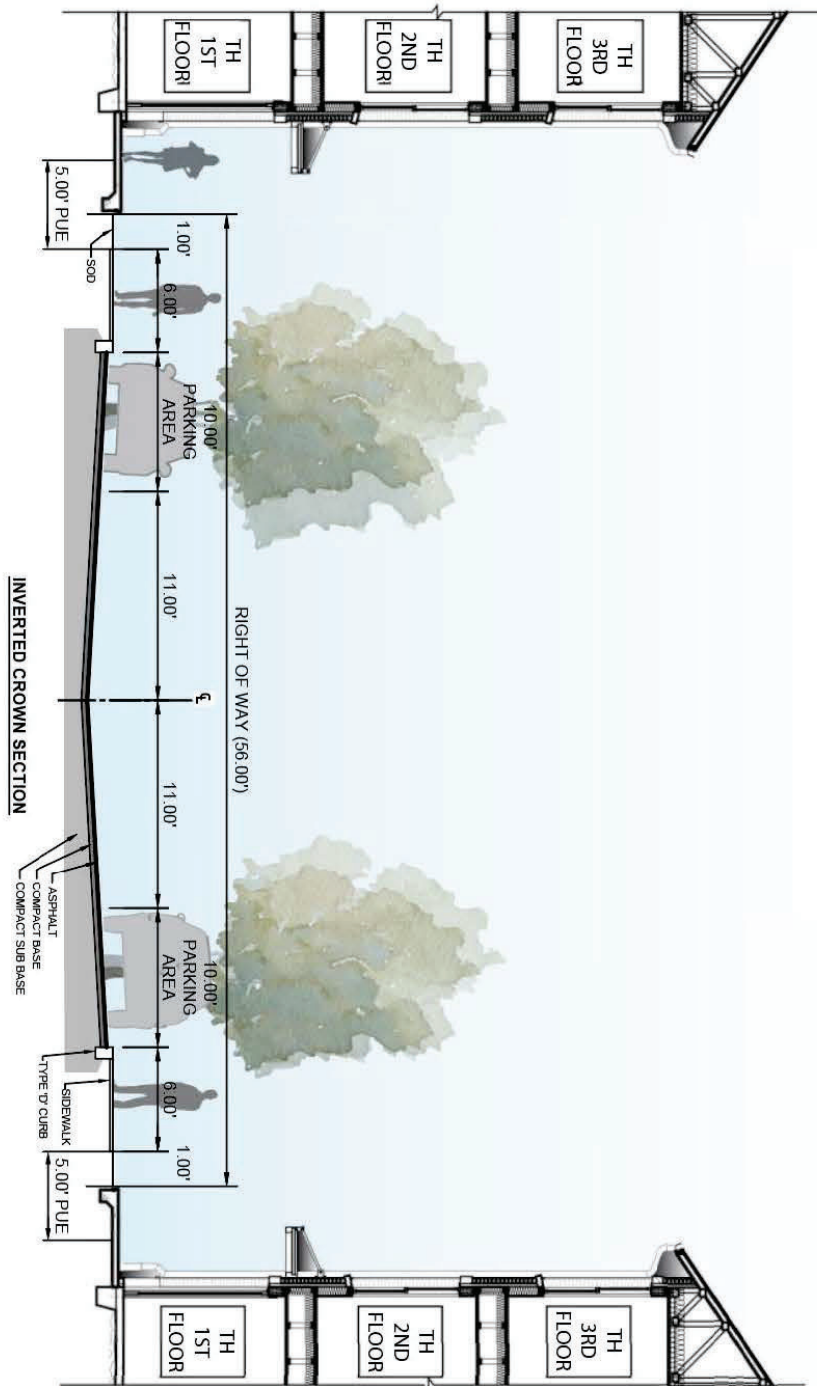 TH
3RD
FLOOR
TH
3RD
FLOOR
TH
2ND
FLOOR
TH
2ND
FLOOR
TH
1ST
FLOOR
TH
1ST
FLOOR
RIGHT OF WAY (56.00')
℄
1.00'
6.00'
10.00'
PARKING
AREA
11.00'
11.00'
10.00'
PARKING
AREA
6.00'
1.00'
5.00' PUE
SOD
SIDEWALK
TYPE 'D' CURB
5.00' PUE
ASPHALT
COMPACT BASE
COMPACT SUB BASE
INVERTED CROWN SECTION